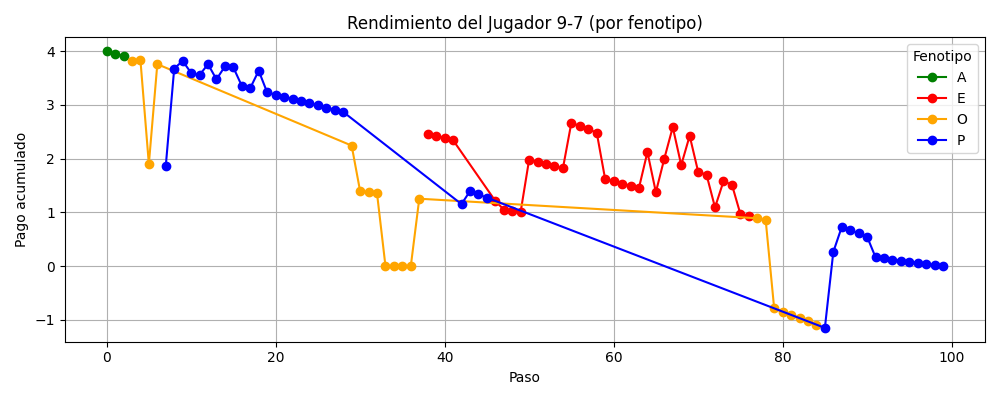 Rendimiento del Jugador 9-7 (por fenotipo)
Pago acumulado
4
3
2
1
0
−1
Fenotipo
A
E
O
P
0 20 40 60 80 100
Paso